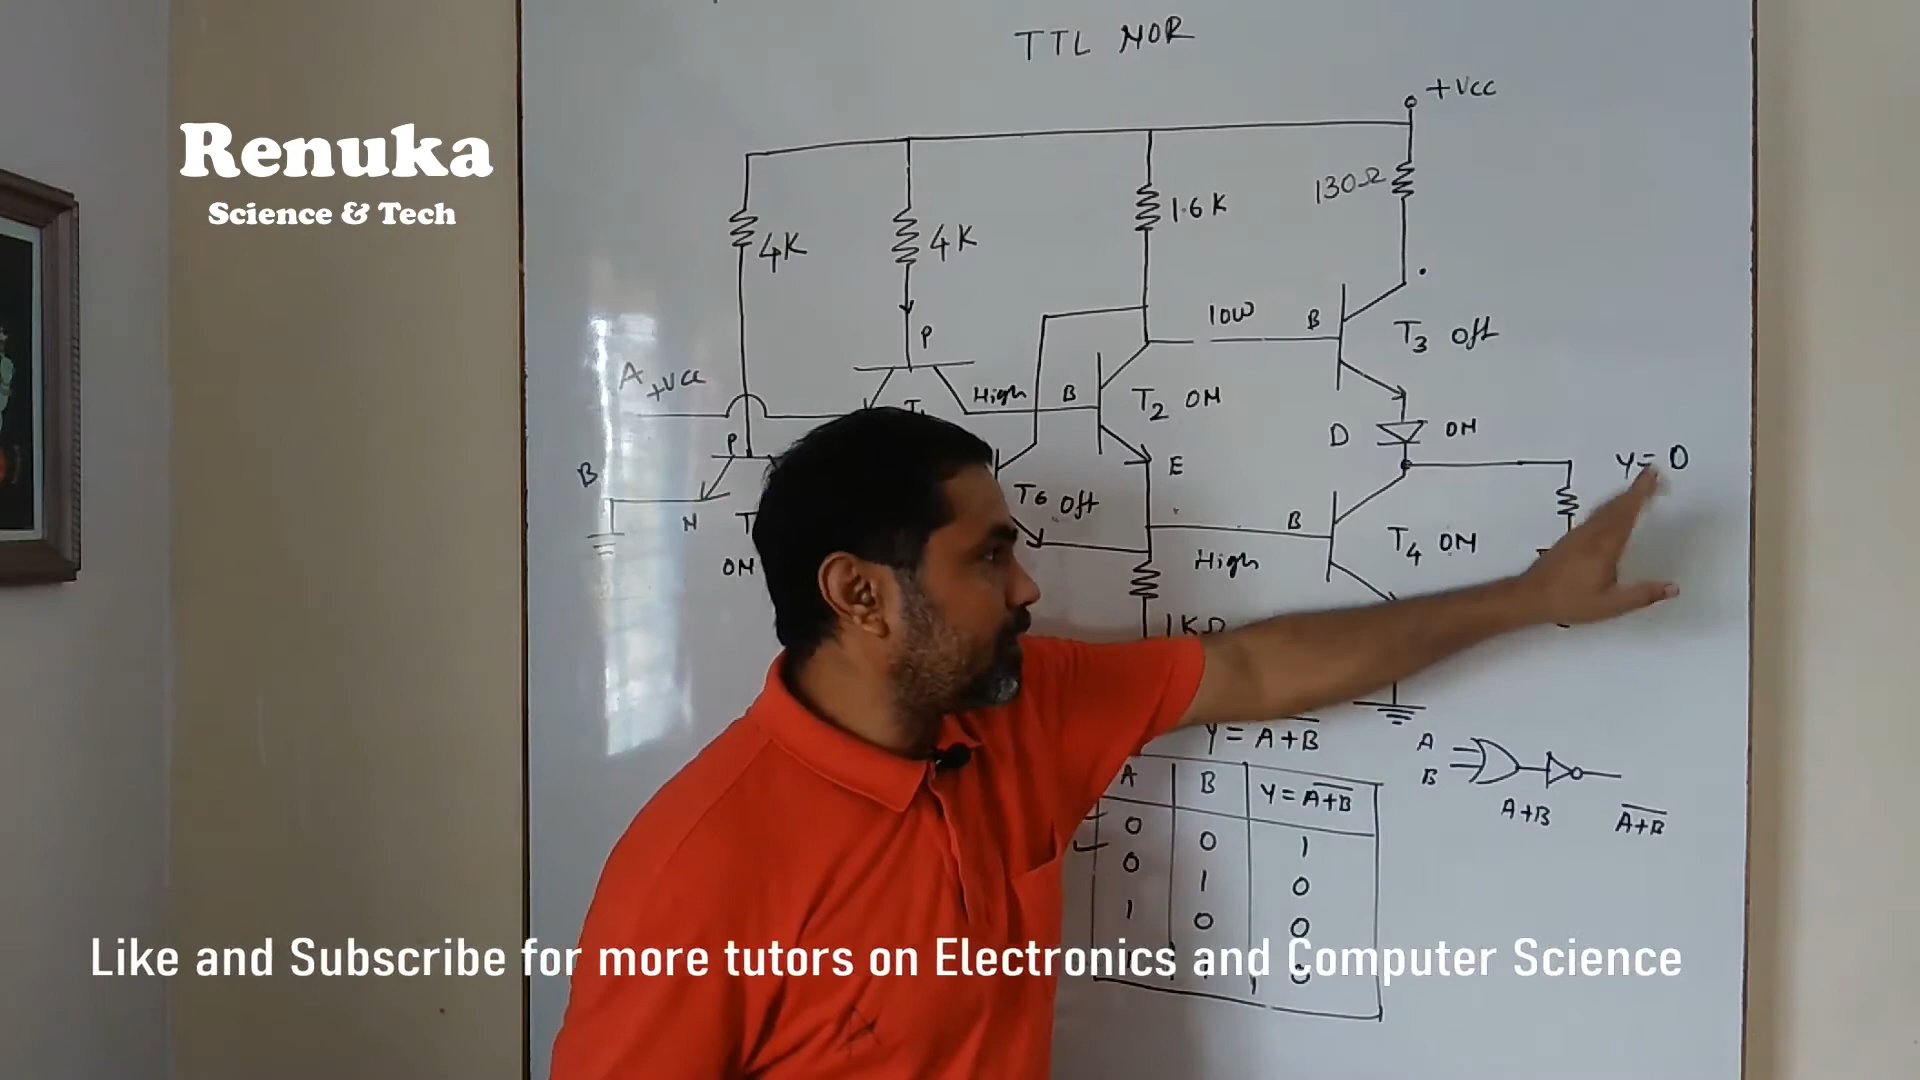 TTL NOR
+VCC
Renuka
Science & Tech
4K
4K
1.6K
130Ω
P
low
B
T3 Off
A +VCC
High
B
T2 ON
D
ON
P
B
E
Y= 0
N
T6 Off
B
T4 ON
ON
High
1KΩ
Y = A+B
A
B
A+B
A+B
A B Y = A+B
0 0 1
0 1 0
1 0 0
Like and Subscribe for more tutors on Electronics and Computer Science